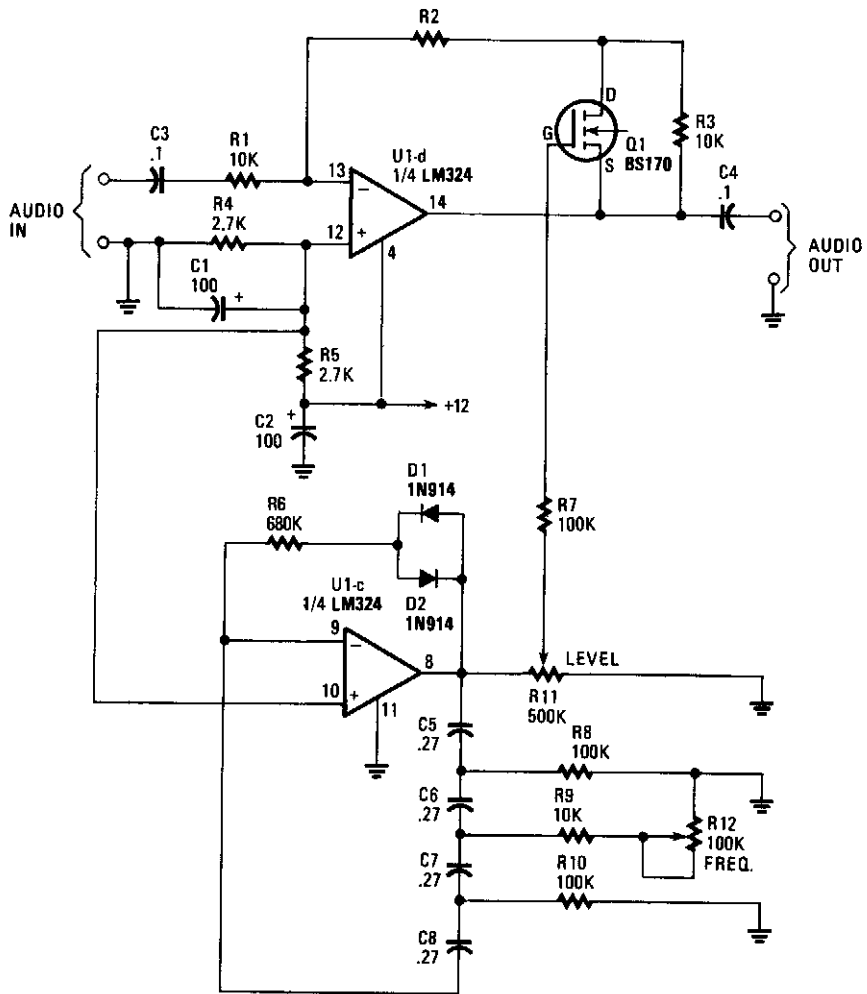 R2
C3
.1
R1
10K
AUDIO
IN
R4
2.7K
C1
100
+
13
−
12
+
U1-d
1/4 LM324
14
4
D
G
S
Q1
BS170
R3
10K
C4
.1
AUDIO
OUT
R5
2.7K
+
C2
100
+12
D1
1N914
R6
680K
D2
1N914
R7
100K
U1-c
1/4 LM324
9
−
10
+
8
11
LEVEL
R11
500K
C5
.27
R8
100K
C6
.27
R9
10K
R12
100K
FREQ.
C7
.27
R10
100K
C8
.27